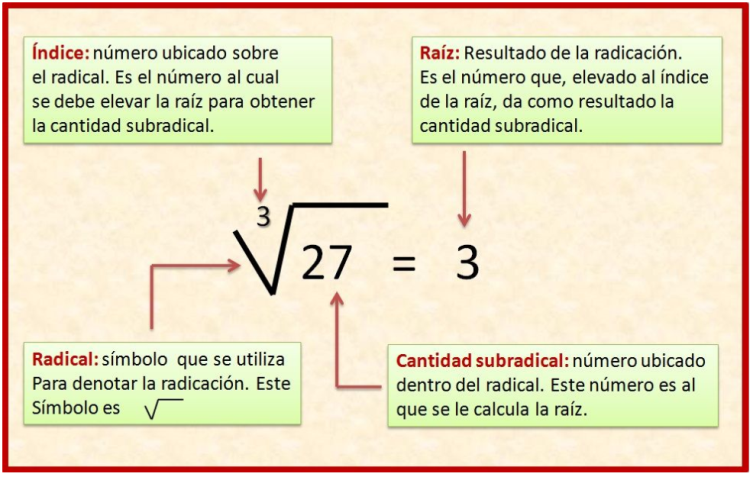 Índice: número ubicado sobre
el radical. Es el número al cual
se debe elevar la raíz para obtener
la cantidad subradical.
Raíz: Resultado de la radicación.
Es el número que, elevado al índice
de la raíz, da como resultado la
cantidad subradical.
3
√27 = 3
Radical: símbolo que se utiliza
Para denotar la radicación. Este
Símbolo es √
Cantidad subradical: número ubicado
dentro del radical. Este número es al
que se le calcula la raíz.